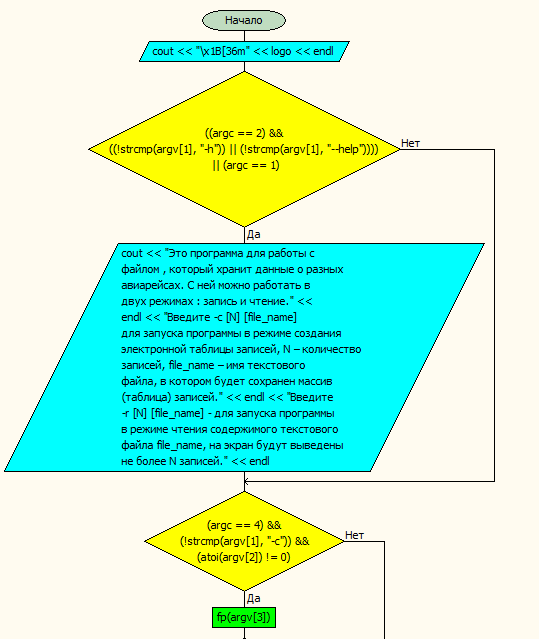 Начало
cout << "\x1B[36m" << logo << endl
((argc == 2) &&
((!strcmp(argv[1], "-h")) || (!strcmp(argv[1], "--help"))))
|| (argc == 1)
Нет
Да
cout << "Это программа для работы с
файлом , который хранит данные о разных
авиарейсах. С ней можно работать в
двух режимах : запись и чтение." <<
endl << "Введите -c [N] [file_name]
для запуска программы в режиме создания
электронной таблицы записей, N – количество
записей, file_name – имя текстового
файла, в котором будет сохранен массив
(таблица) записей." << endl << "Введите
-r [N] [file_name] - для запуска программы
в режиме чтения содержимого текстового
файла file_name, на экран будут выведены
не более N записей." << endl
(argc == 4) &&
(!strcmp(argv[1], "-c")) &&
(atoi(argv[2]) != 0)
Нет
Да
fp(argv[3])